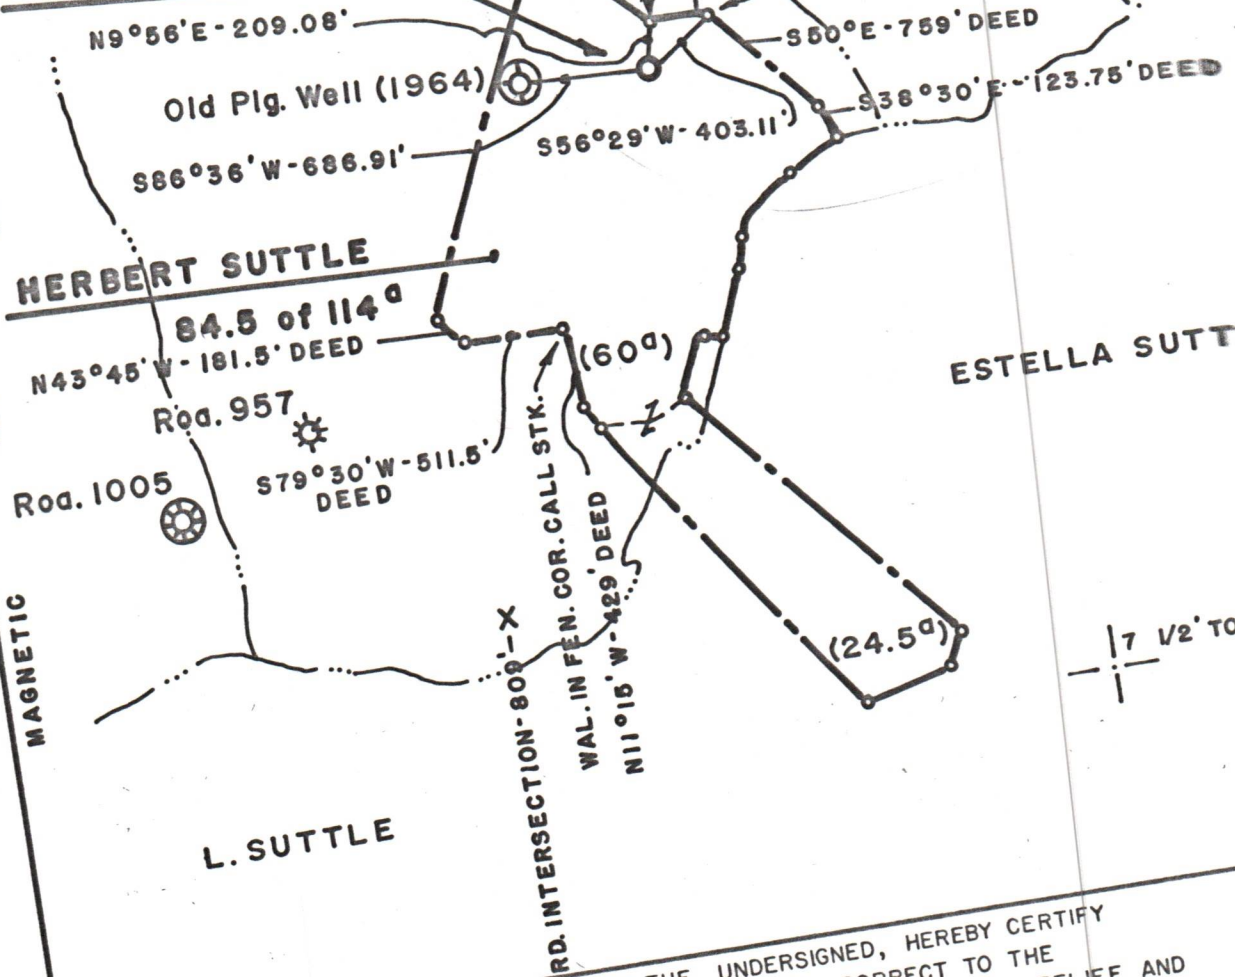 N9°56'E-209.08'
S50°E-759' DEED
Old Plg. Well (1964)
S38°30'E-123.75' DEED
S56°29'W-403.11'
S86°36'W-686.91'
HERBERT SUTTLE
84.5 of 114ª
N43°45'W-181.5' DEED
(60ª)
ESTELLA SUTT
Roa. 957
S79°30'W-511.5'
DEED
Roa. 1005
RD. INTERSECTION-809'-X
COR. CALL STK.
WAL. IN FEN.
N11°15'W-429' DEED
MAGNETIC
(24.5ª)
7 1/2' TO
L. SUTTLE
THE UNDERSIGNED, HEREBY CERTIFY
CORRECT TO THE
AND